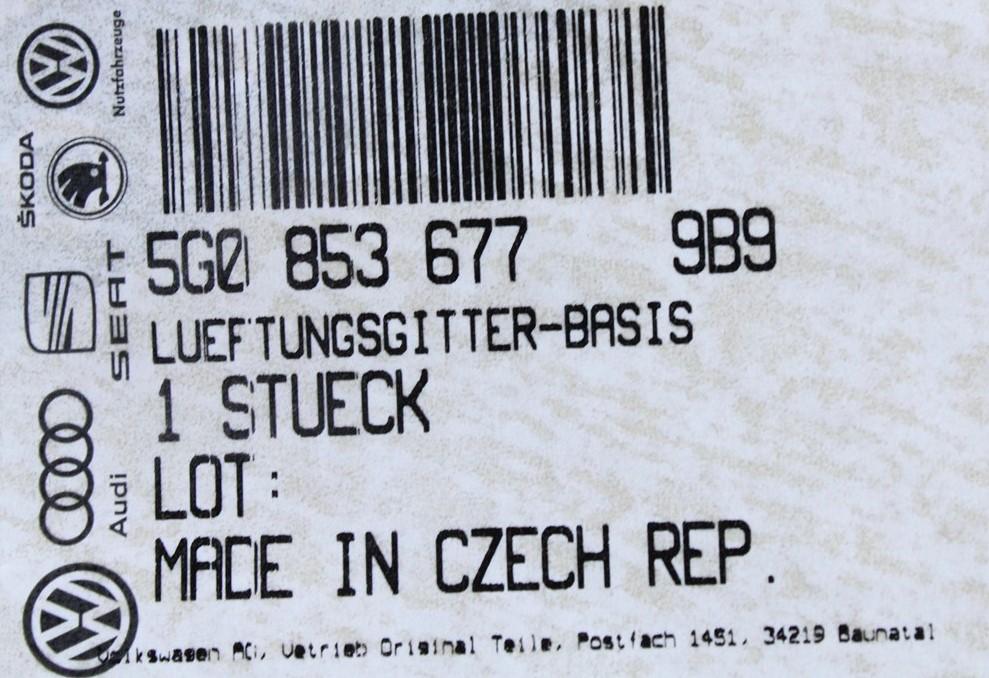 5G0 853 677 9B9
LUEFTUNGSGITTER-BASIS
1 STUECK
LOT:
MADE IN CZECH REP.
Volkswagen AG, Vetrieb Original Teile, Postfach 1451, 34219 Baunatal
Nutzfahrzeuge
ŠKODA
SEAT
Audi